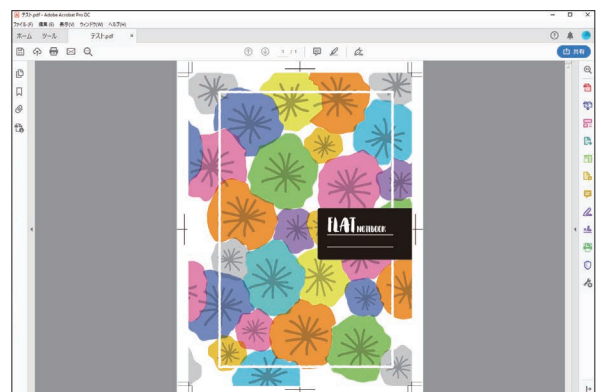 テスト.pdf - Adobe Acrobat Pro DC
ファイル(F) 編集(E) 表示(V) ウィンドウ(W) ヘルプ(H)
ホーム ツール テスト.pdf ×
1 / 1
共有
FLAT NOTEBOOK